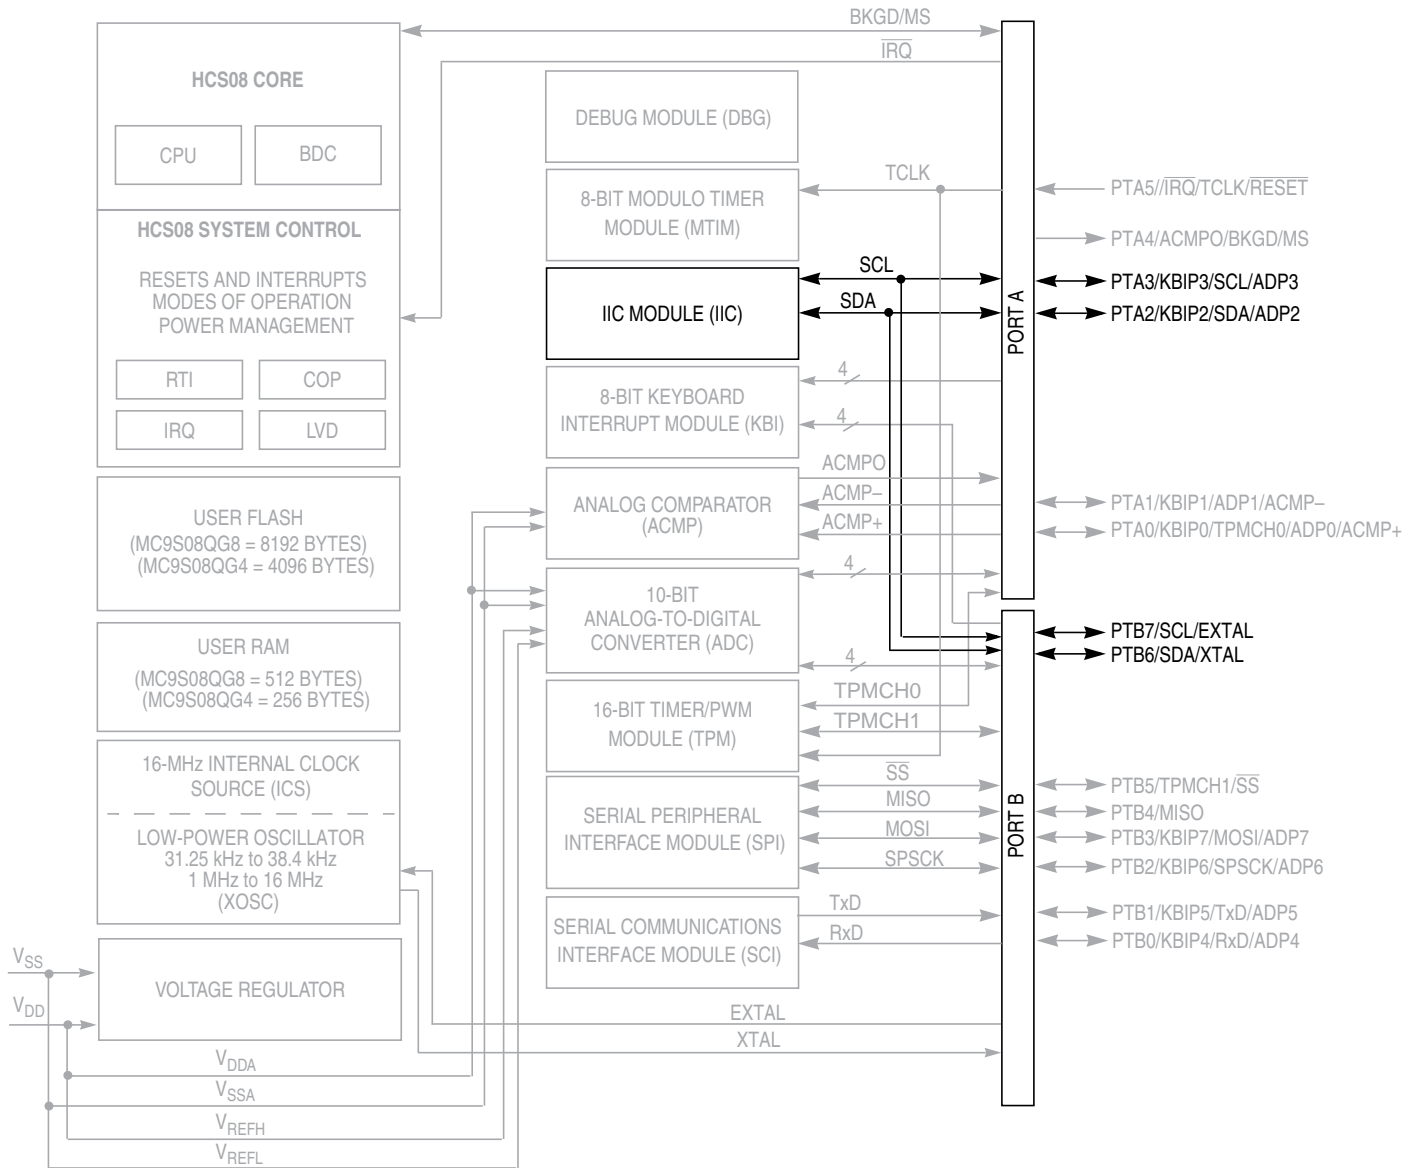 BKGD/MS
IRQ
HCS08 CORE
CPU
BDC
HCS08 SYSTEM CONTROL
RESETS AND INTERRUPTS
MODES OF OPERATION
POWER MANAGEMENT
RTI
COP
IRQ
LVD
USER FLASH
(MC9S08QG8 = 8192 BYTES)
(MC9S08QG4 = 4096 BYTES)
USER RAM
(MC9S08QG8 = 512 BYTES)
(MC9S08QG4 = 256 BYTES)
16-MHz INTERNAL CLOCK
SOURCE (ICS)
LOW-POWER OSCILLATOR
31.25 kHz to 38.4 kHz
1 MHz to 16 MHz
(XOSC)
VSS
VDD
VOLTAGE REGULATOR
VDDA
VSSA
VREFH
VREFL
DEBUG MODULE (DBG)
8-BIT MODULO TIMER
MODULE (MTIM)
TCLK
IIC MODULE (IIC)
SCL
SDA
8-BIT KEYBOARD
INTERRUPT MODULE (KBI)
4
4
ANALOG COMPARATOR
(ACMP)
ACMPO
ACMP–
ACMP+
10-BIT
ANALOG-TO-DIGITAL
CONVERTER (ADC)
4
4
16-BIT TIMER/PWM
MODULE (TPM)
TPMCH0
TPMCH1
SERIAL PERIPHERAL
INTERFACE MODULE (SPI)
SS
MISO
MOSI
SPSCK
SERIAL COMMUNICATIONS
INTERFACE MODULE (SCI)
TxD
RxD
EXTAL
XTAL
PORT A
PTA5//IRQ/TCLK/RESET
PTA4/ACMPO/BKGD/MS
PTA3/KBIP3/SCL/ADP3
PTA2/KBIP2/SDA/ADP2
PTA1/KBIP1/ADP1/ACMP–
PTA0/KBIP0/TPMCH0/ADP0/ACMP+
PORT B
PTB7/SCL/EXTAL
PTB6/SDA/XTAL
PTB5/TPMCH1/SS
PTB4/MISO
PTB3/KBIP7/MOSI/ADP7
PTB2/KBIP6/SPSCK/ADP6
PTB1/KBIP5/TxD/ADP5
PTB0/KBIP4/RxD/ADP4